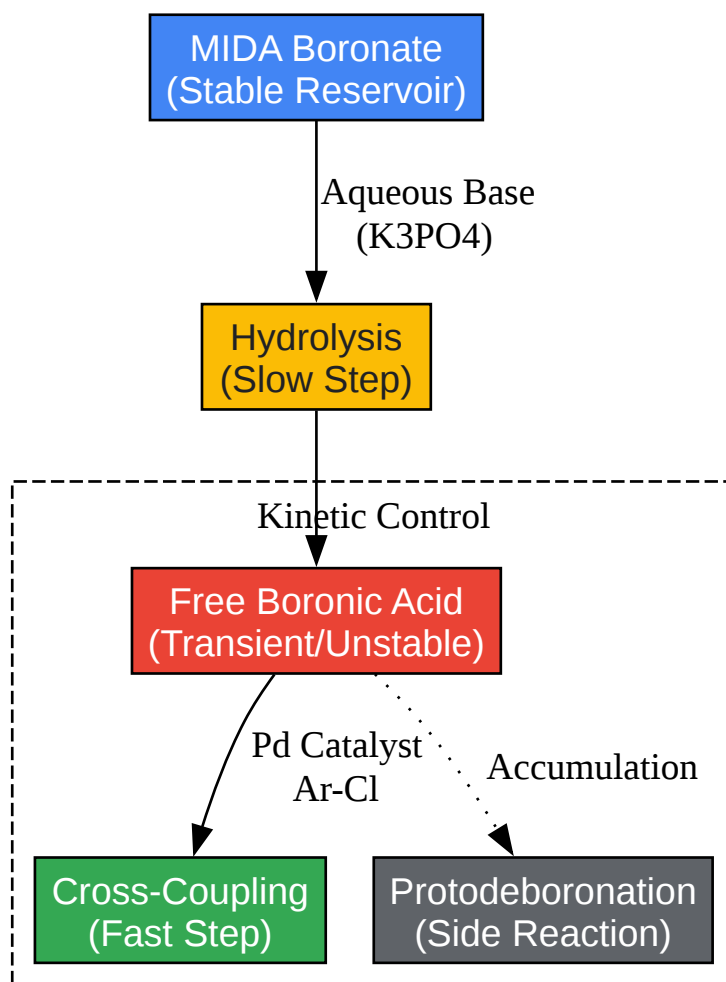 MIDA Boronate
(Stable Reservoir)
Aqueous Base
(K3PO4)
Hydrolysis
(Slow Step)
Kinetic Control
Free Boronic Acid
(Transient/Unstable)
Pd Catalyst
Ar-Cl
Accumulation
Cross-Coupling
(Fast Step)
Protodeboronation
(Side Reaction)